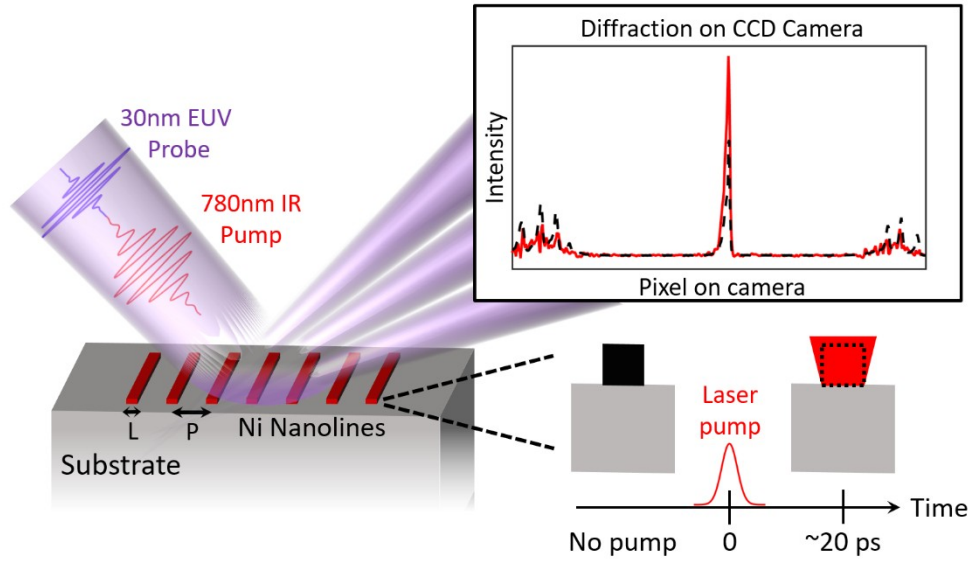 30nm EUV
Probe
780nm IR
Pump
Diffraction on CCD Camera
Intensity
Pixel on camera
L
P
Ni Nanolines
Substrate
Laser
pump
Time
No pump
0
~20 ps